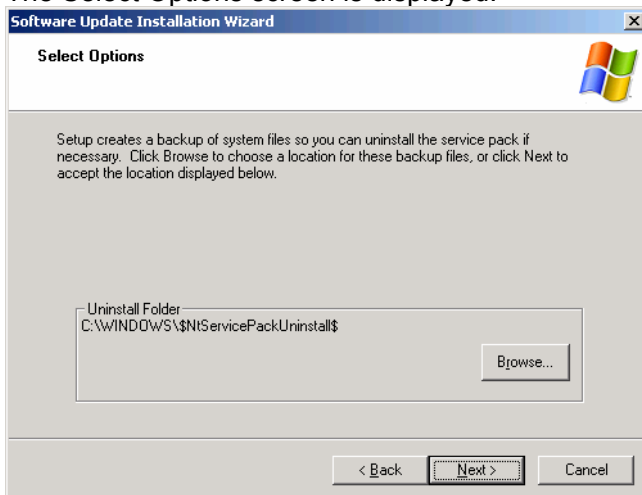 The Select Options screen is displayed.
Software Update Installation Wizard
Select Options
Setup creates a backup of system files so you can uninstall the service pack if
necessary. Click Browse to choose a location for these backup files, or click Next to
accept the location displayed below.
Uninstall Folder
C:\WINDOWS\$NtServicePackUninstall$
Browse...
< Back
Next >
Cancel